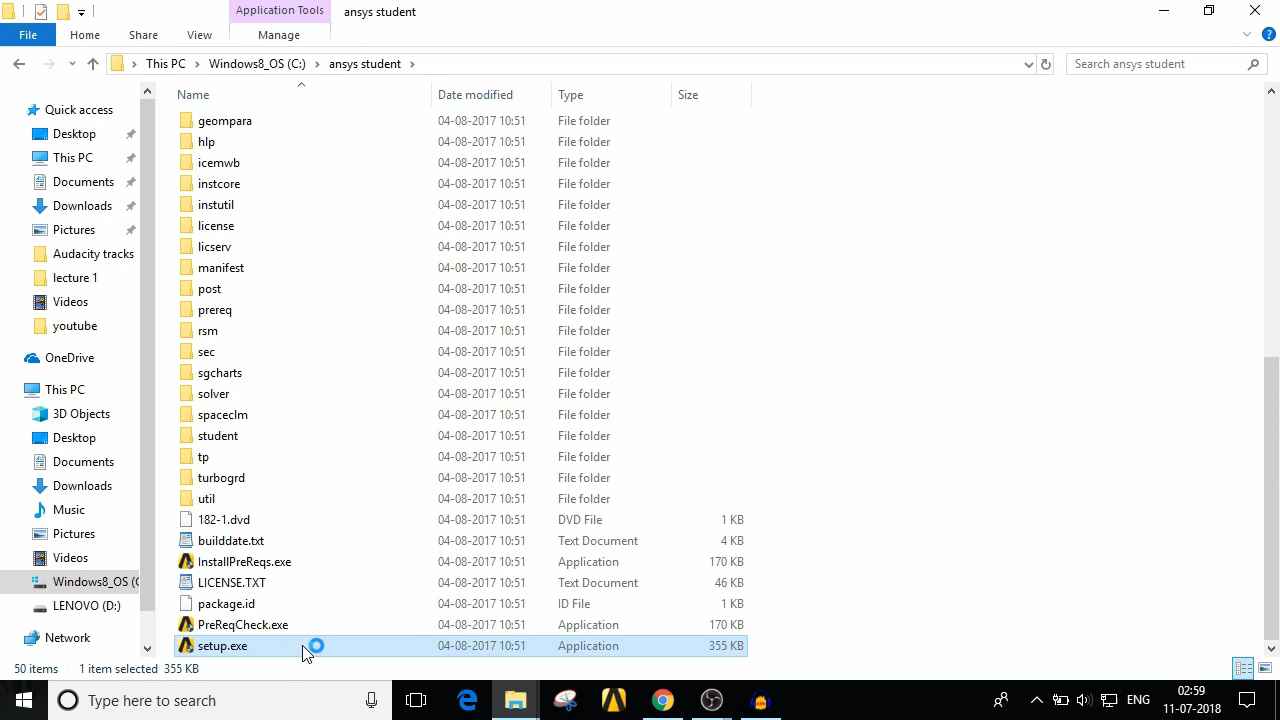 Application Tools
ansys student
File
Home
Share
View
Manage
This PC
Windows8_OS (C:)
ansys student
Search ansys student
Quick access
Desktop
This PC
Documents
Downloads
Pictures
Audacity tracks
lecture 1
Videos
youtube
OneDrive
This PC
3D Objects
Desktop
Documents
Downloads
Music
Pictures
Videos
Windows8_OS (C
LENOVO (D:)
Network
Name Date modified Type Size
geompara 04-08-2017 10:51 File folder
hlp 04-08-2017 10:51 File folder
icemwb 04-08-2017 10:51 File folder
instcore 04-08-2017 10:51 File folder
instutil 04-08-2017 10:51 File folder
license 04-08-2017 10:51 File folder
licserv 04-08-2017 10:51 File folder
manifest 04-08-2017 10:51 File folder
post 04-08-2017 10:51 File folder
prereq 04-08-2017 10:51 File folder
rsm 04-08-2017 10:51 File folder
sec 04-08-2017 10:51 File folder
sgcharts 04-08-2017 10:51 File folder
solver 04-08-2017 10:51 File folder
spaceclm 04-08-2017 10:51 File folder
student 04-08-2017 10:51 File folder
tp 04-08-2017 10:51 File folder
turbogrd 04-08-2017 10:51 File folder
util 04-08-2017 10:51 File folder
182-1.dvd 04-08-2017 10:51 DVD File 1 KB
builddate.txt 04-08-2017 10:51 Text Document 4 KB
InstallPreReqs.exe 04-08-2017 10:51 Application 170 KB
LICENSE.TXT 04-08-2017 10:51 Text Document 46 KB
package.id 04-08-2017 10:51 ID File 1 KB
PreReqCheck.exe 04-08-2017 10:51 Application 170 KB
setup.exe 04-08-2017 10:51 Application 355 KB
50 items 1 item selected 355 KB
Type here to search
ENG
02:59
11-07-2018